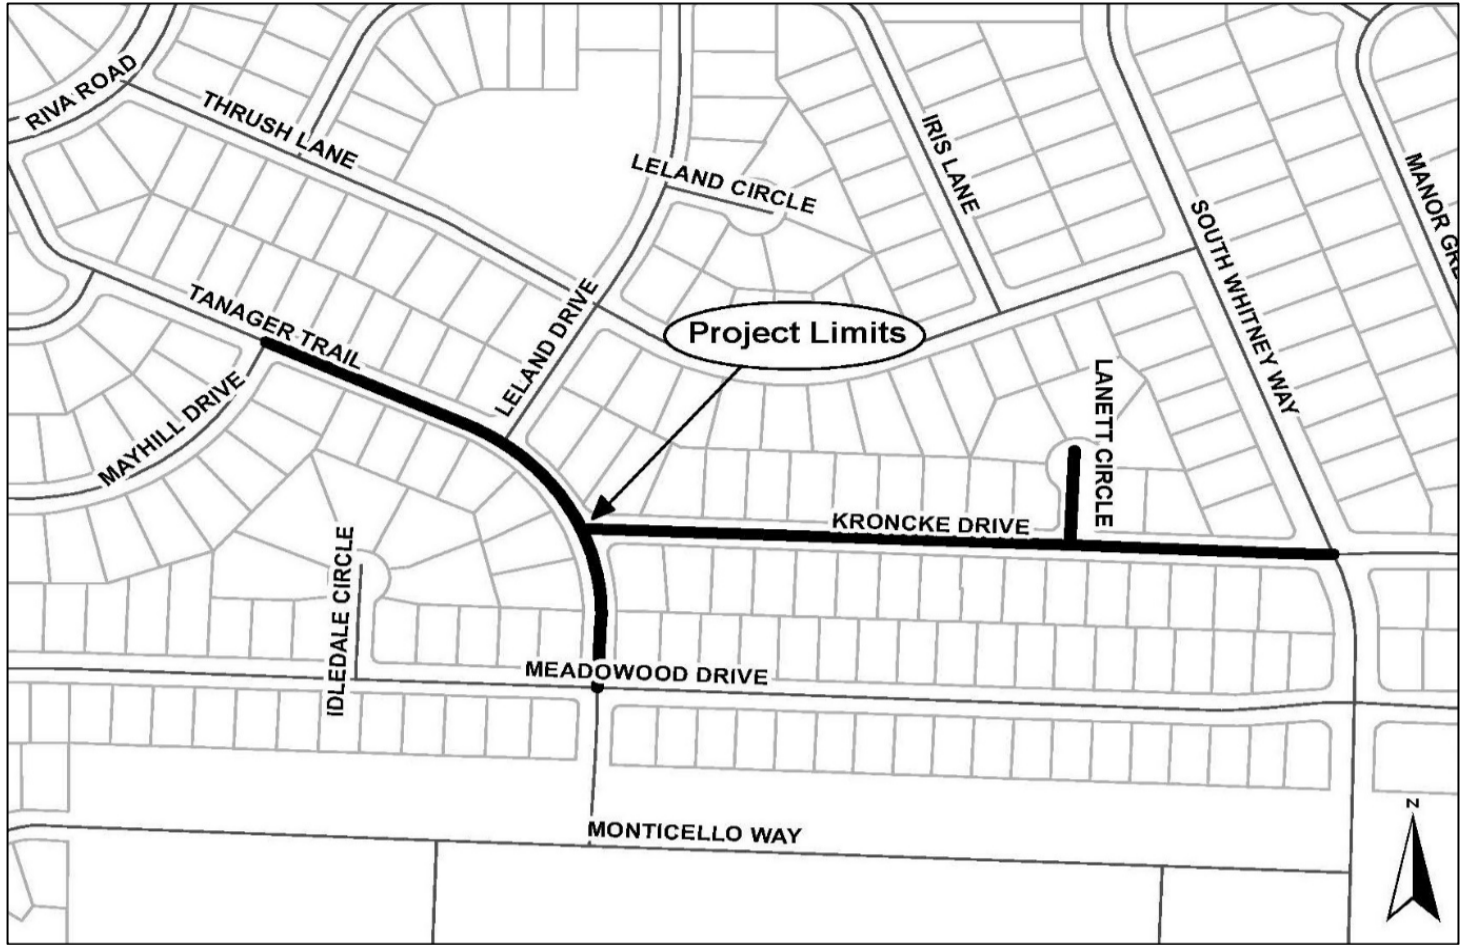 RIVA ROAD
THRUSH LANE
LELAND CIRCLE
IRIS LANE
MANOR GRE
SOUTH WHITNEY WAY
TANAGER TRAIL
LELAND DRIVE
Project Limits
MAYHILL DRIVE
LANETT CIRCLE
KRONCKE DRIVE
IDLEDALE CIRCLE
MEADOWOOD DRIVE
MONTICELLO WAY
N